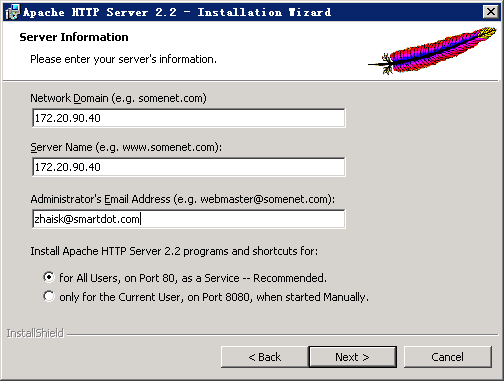 Apache HTTP Server 2.2 - Installation Wizard
Server Information
Please enter your server's information.
Network Domain (e.g. somenet.com)
172.20.90.40
Server Name (e.g. www.somenet.com):
172.20.90.40
Administrator's Email Address (e.g. webmaster@somenet.com):
zhaisk@smartdot.com
Install Apache HTTP Server 2.2 programs and shortcuts for:
for All Users, on Port 80, as a Service -- Recommended.
only for the Current User, on Port 8080, when started Manually.
InstallShield
< Back Next > Cancel